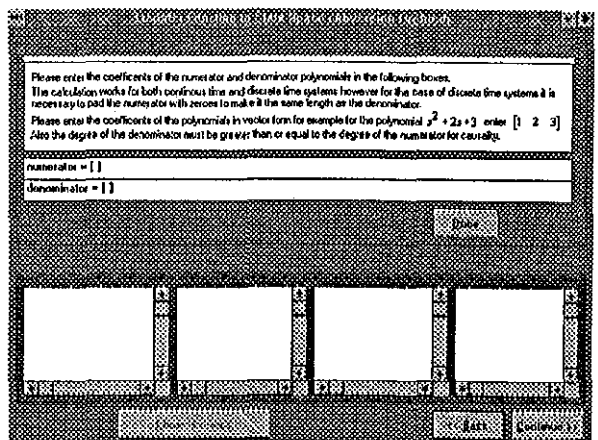 Please enter the coefficents of the numerator and denominator polynomials in the following boxes.
The calculation works for both continous time and discrete time systems however for the case of discrete time systems it is
necessary to pad the numerator with zeroes to make it the same length as the denominator.
Please enter the coefficents of the polynomials in vector form for example for the polynomial s^2 + 2s + 3 enter [1 2 3]
Also the degree of the denominator must be greater than or equal to the degree of the numerator for causality.
numerator = [ ]
denominator = [ ]
Done
<< Back Continue >>